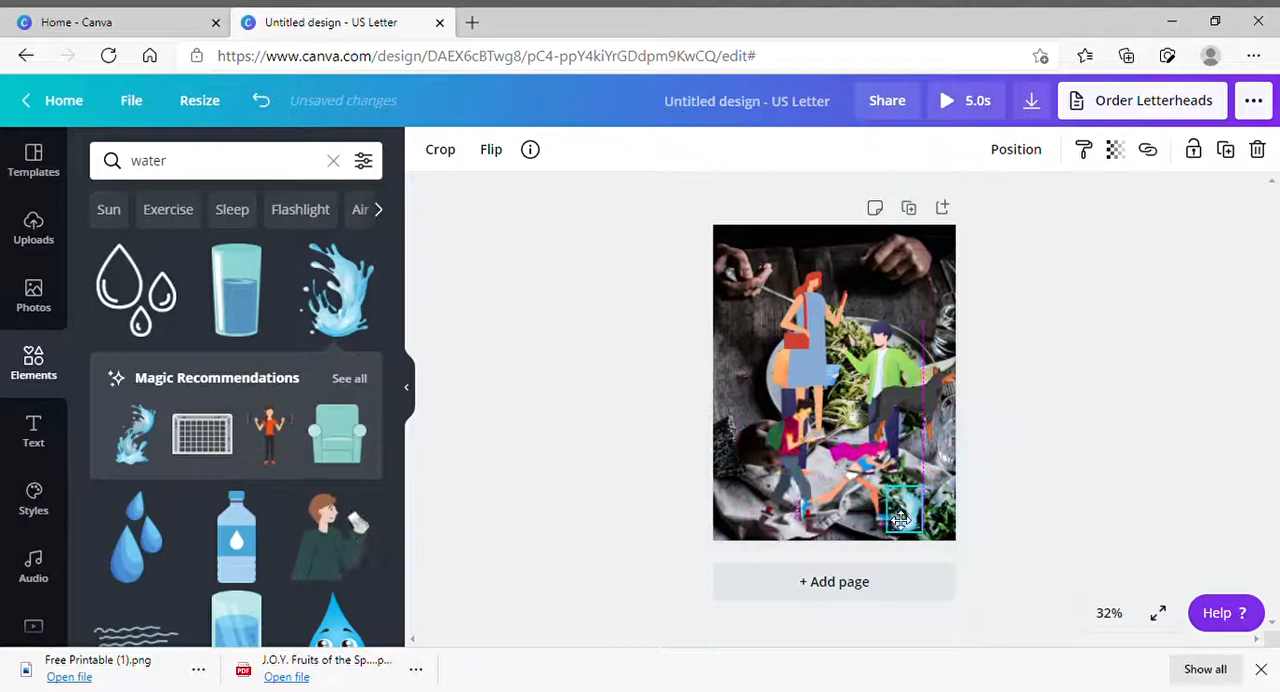 Home - Canva
Untitled design - US Letter
https://www.canva.com/design/DAEX6cBTwg8/pC4-ppY4kiYrGDdpm9KwCQ/edit#
Home
File
Resize
Unsaved changes
Untitled design - US Letter
Share
5.0s
Order Letterheads
Templates
Uploads
Photos
Elements
Text
Styles
Audio
water
Sun
Exercise
Sleep
Flashlight
Air
Magic Recommendations
See all
Crop
Flip
Position
+ Add page
32%
Help ?
Free Printable (1).png
Open file
J.O.Y. Fruits of the Sp....p...
Open file
Show all